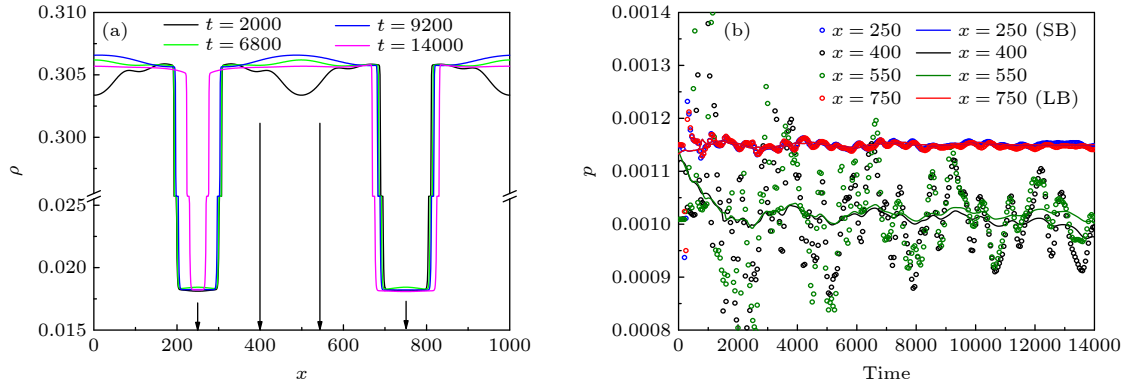 (a)
t=2000
t=9200
t=6800
t=14000
ρ
0.310
0.305
0.300
0.025
0.020
0.015
0 200 400 600 800 1000
x
(b)
x=250 x=250 (SB)
x=400 x=400
x=550 x=550
x=750 x=750 (LB)
p
0.0014
0.0013
0.0012
0.0011
0.0010
0.0009
0.0008
0 2000 4000 6000 8000 10000 12000 14000
Time